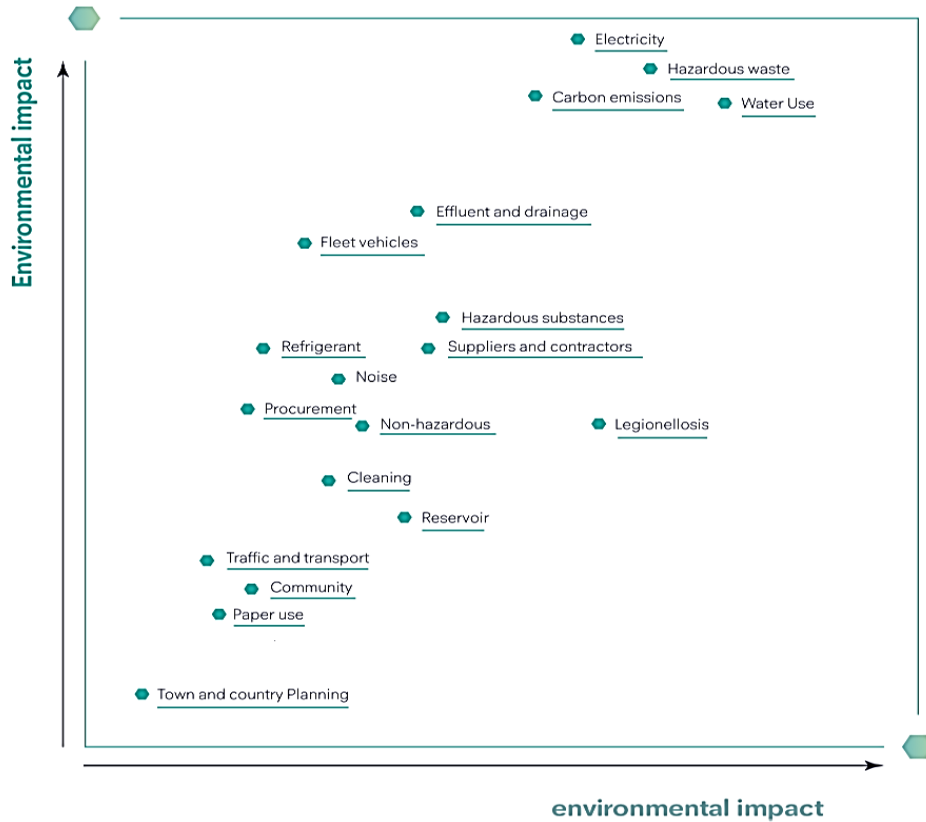 Environmental impact
Electricity
Hazardous waste
Carbon emissions
Water Use
Effluent and drainage
Fleet vehicles
Hazardous substances
Refrigerant
Suppliers and contractors
Noise
Procurement
Non-hazardous
Legionellosis
Cleaning
Reservoir
Traffic and transport
Community
Paper use
Town and country Planning
environmental impact